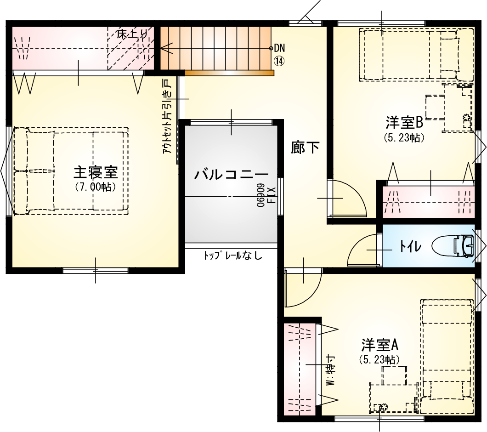 床上り
DN
⑭
アウトセット片引き戸
洋室B
(5.23帖)
主寝室
(7.00帖)
バルコニー
廊下
06909
FIX
トップレールなし
トイレ
洋室A
(5.23帖)
W:特寸